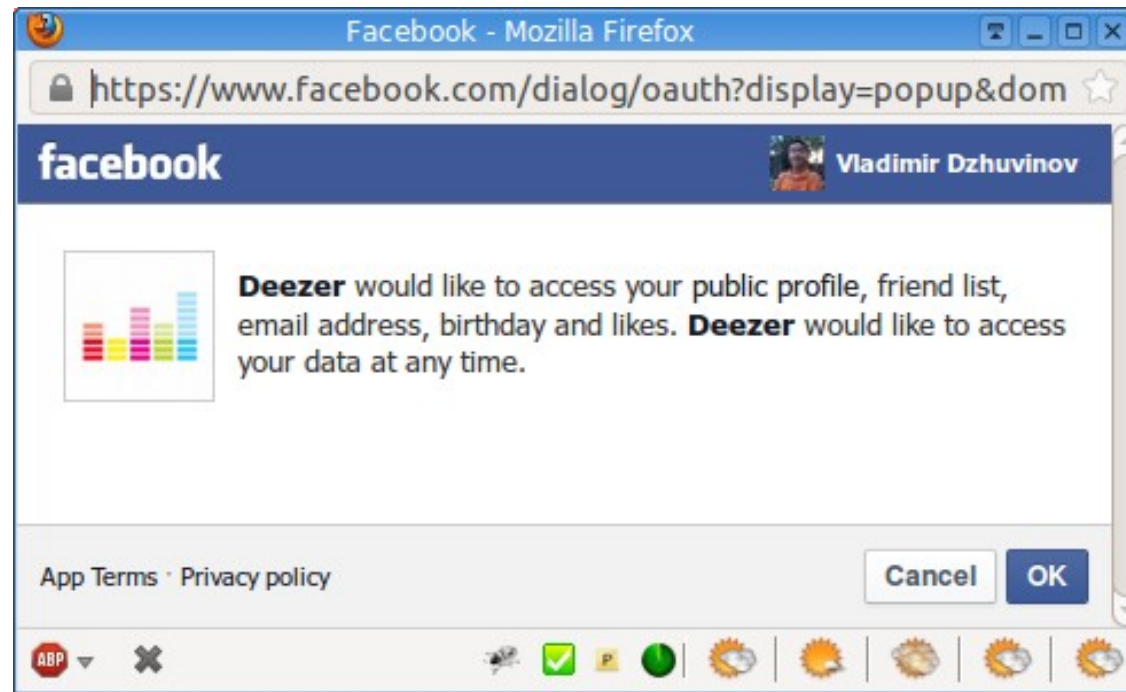 Facebook - Mozilla Firefox
https://www.facebook.com/dialog/oauth?display=popup&dom
facebook
Vladimir Dzhuvinov
Deezer would like to access your public profile, friend list,
email address, birthday and likes. Deezer would like to access
your data at any time.
App Terms · Privacy policy
Cancel
OK
ABP
P